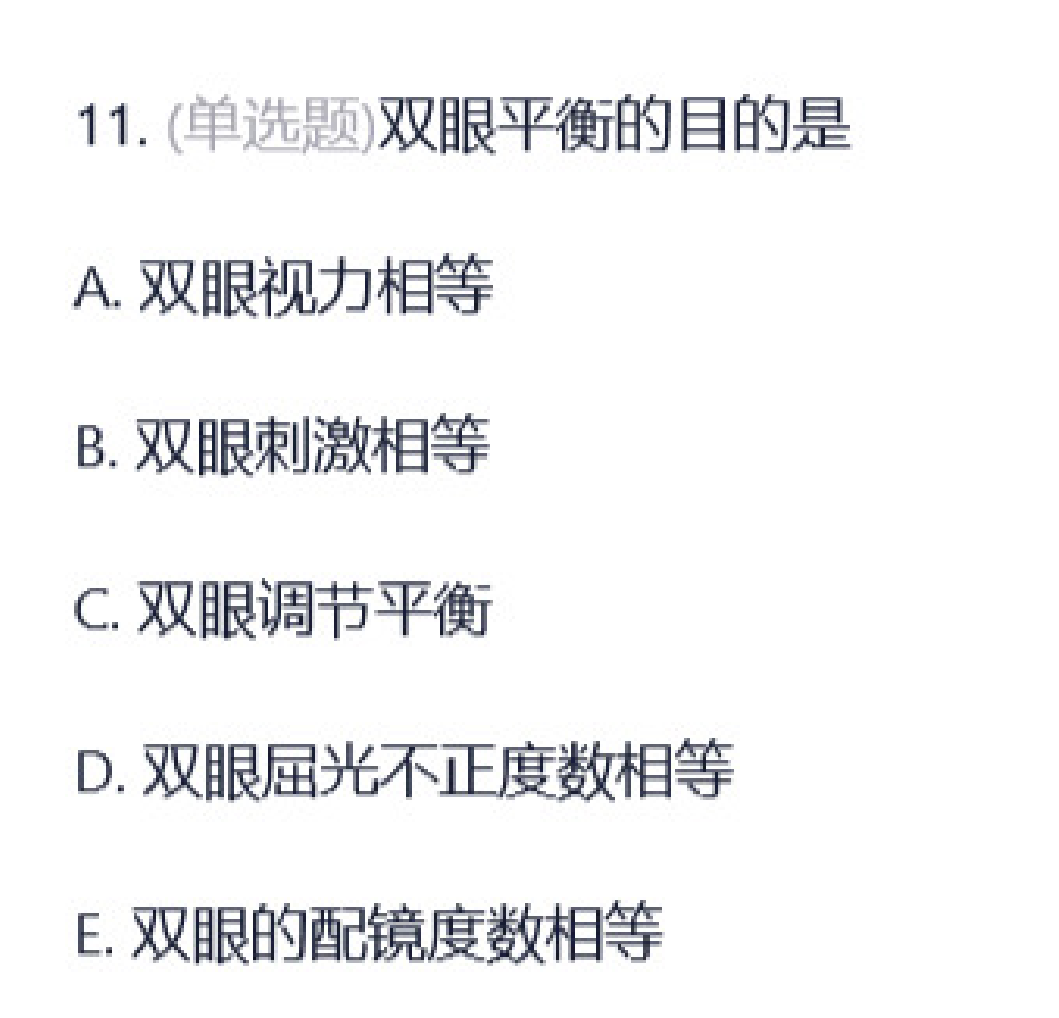 11. (单选题)双眼平衡的目的是
A. 双眼视力相等
B. 双眼刺激相等
C. 双眼调节平衡
D. 双眼屈光不正度数相等
E. 双眼的配镜度数相等